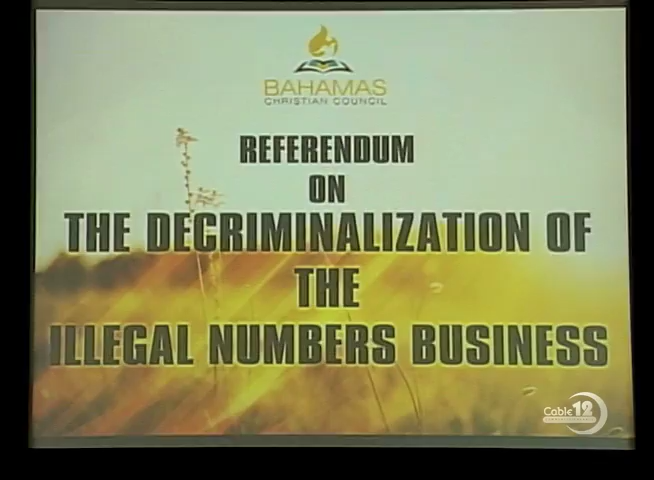 BAHAMAS
CHRISTIAN COUNCIL
REFERENDUM
ON
THE DECRIMINALIZATION OF
THE
ILLEGAL NUMBERS BUSINESS
Cable 12